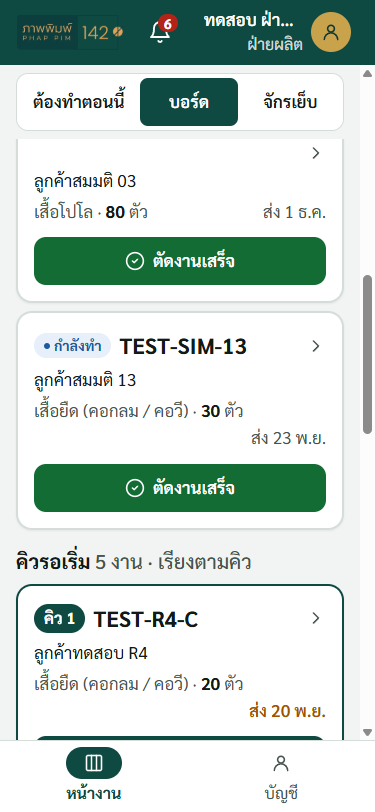 ภาพพิมพ์ 142
PHAP PIM
6
ทดสอบ ฝ่า...
ฝ่ายผลิต
ต้องทำตอนนี้ บอร์ด จักรเย็บ
ลูกค้าสมมติ 03
เสื้อโปโล · 80 ตัว ส่ง 1 ธ.ค.
ตัดงานเสร็จ
กำลังทำ TEST-SIM-13
ลูกค้าสมมติ 13
เสื้อยืด (คอกลม / คอวี) · 30 ตัว
ส่ง 23 พ.ย.
ตัดงานเสร็จ
คิวรอเริ่ม 5 งาน · เรียงตามคิว
คิว 1 TEST-R4-C
ลูกค้าทดสอบ R4
เสื้อยืด (คอกลม / คอวี) · 20 ตัว
ส่ง 20 พ.ย.
หน้างาน บัญชี